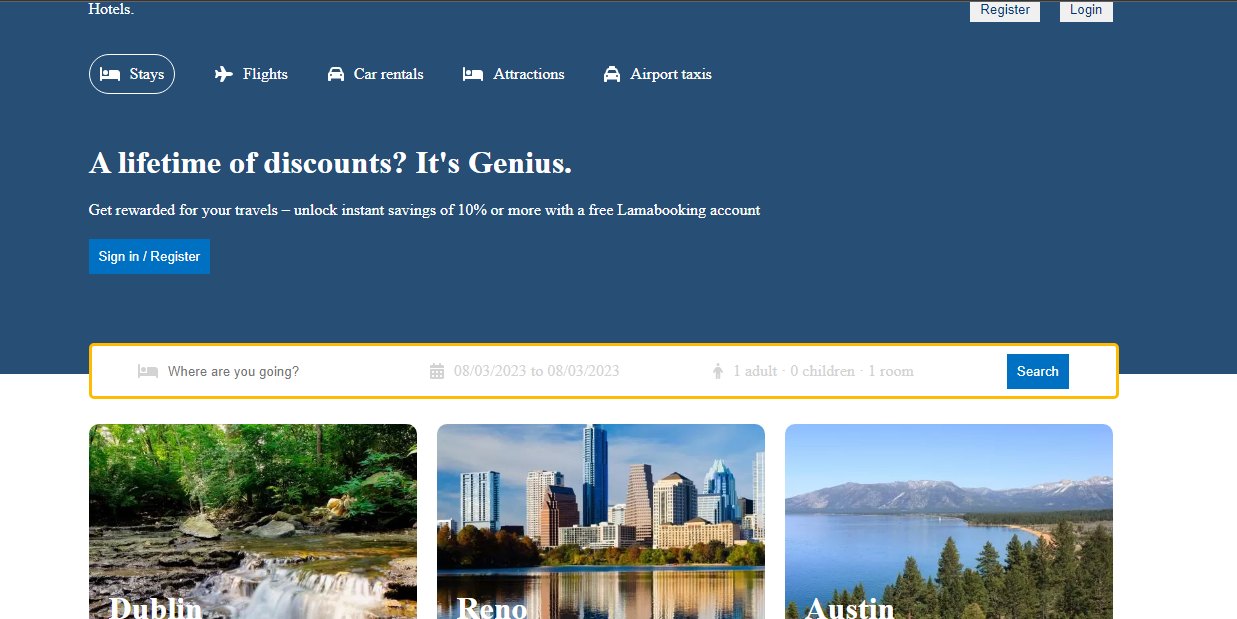 Hotels.
Register
Login
Stays
Flights
Car rentals
Attractions
Airport taxis
A lifetime of discounts? It's Genius.
Get rewarded for your travels – unlock instant savings of 10% or more with a free Lamabooking account
Sign in / Register
Where are you going?
08/03/2023 to 08/03/2023
1 adult · 0 children · 1 room
Search
Dublin
Reno
Austin